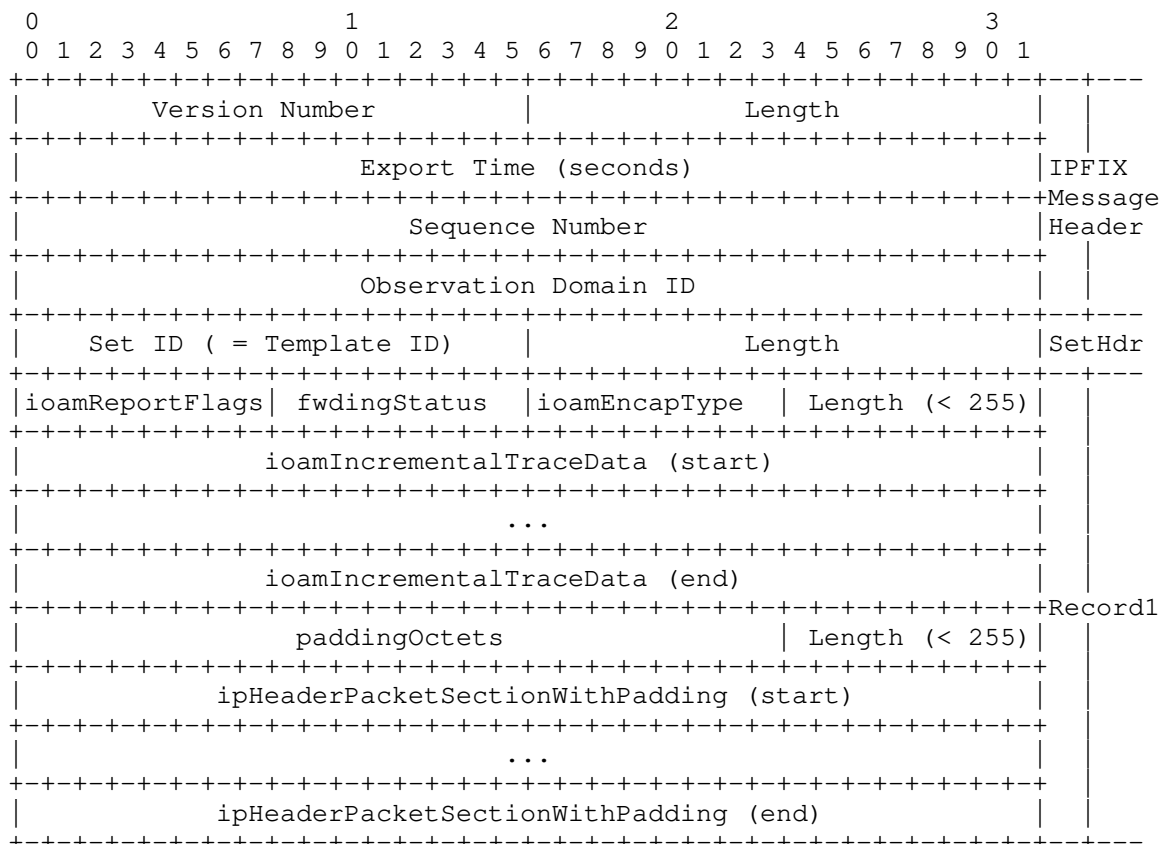 0                   1                   2                   3
 0 1 2 3 4 5 6 7 8 9 0 1 2 3 4 5 6 7 8 9 0 1 2 3 4 5 6 7 8 9 0 1
+-+-+-+-+-+-+-+-+-+-+-+-+-+-+-+-+-+-+-+-+-+-+-+-+-+-+-+-+-+-+-+-+--+---
|        Version Number         |             Length            |  |
+-+-+-+-+-+-+-+-+-+-+-+-+-+-+-+-+-+-+-+-+-+-+-+-+-+-+-+-+-+-+-+-+  |
|                     Export Time (seconds)                     |IPFIX
+-+-+-+-+-+-+-+-+-+-+-+-+-+-+-+-+-+-+-+-+-+-+-+-+-+-+-+-+-+-+-+-+Message
|                        Sequence Number                        |Header
+-+-+-+-+-+-+-+-+-+-+-+-+-+-+-+-+-+-+-+-+-+-+-+-+-+-+-+-+-+-+-+-+  |
|                     Observation Domain ID                     |  |
+-+-+-+-+-+-+-+-+-+-+-+-+-+-+-+-+-+-+-+-+-+-+-+-+-+-+-+-+-+-+-+-+--+---
|    Set ID ( = Template ID)    |             Length            |SetHdr
+-+-+-+-+-+-+-+-+-+-+-+-+-+-+-+-+-+-+-+-+-+-+-+-+-+-+-+-+-+-+-+-+--+---
|ioamReportFlags| fwdingStatus  |ioamEncapType  | Length (< 255)|  |
+-+-+-+-+-+-+-+-+-+-+-+-+-+-+-+-+-+-+-+-+-+-+-+-+-+-+-+-+-+-+-+-+  |
|               ioamIncrementalTraceData (start)                |  |
+-+-+-+-+-+-+-+-+-+-+-+-+-+-+-+-+-+-+-+-+-+-+-+-+-+-+-+-+-+-+-+-+  |
|                              ...                              |  |
+-+-+-+-+-+-+-+-+-+-+-+-+-+-+-+-+-+-+-+-+-+-+-+-+-+-+-+-+-+-+-+-+  |
|               ioamIncrementalTraceData (end)                  |  |
+-+-+-+-+-+-+-+-+-+-+-+-+-+-+-+-+-+-+-+-+-+-+-+-+-+-+-+-+-+-+-+-+Record1
|                 paddingOctets                 | Length (< 255)|  |
+-+-+-+-+-+-+-+-+-+-+-+-+-+-+-+-+-+-+-+-+-+-+-+-+-+-+-+-+-+-+-+-+  |
|            ipHeaderPacketSectionWithPadding (start)           |  |
+-+-+-+-+-+-+-+-+-+-+-+-+-+-+-+-+-+-+-+-+-+-+-+-+-+-+-+-+-+-+-+-+  |
|                              ...                              |  |
+-+-+-+-+-+-+-+-+-+-+-+-+-+-+-+-+-+-+-+-+-+-+-+-+-+-+-+-+-+-+-+-+  |
|            ipHeaderPacketSectionWithPadding (end)             |  |
+-+-+-+-+-+-+-+-+-+-+-+-+-+-+-+-+-+-+-+-+-+-+-+-+-+-+-+-+-+-+-+-+--+---